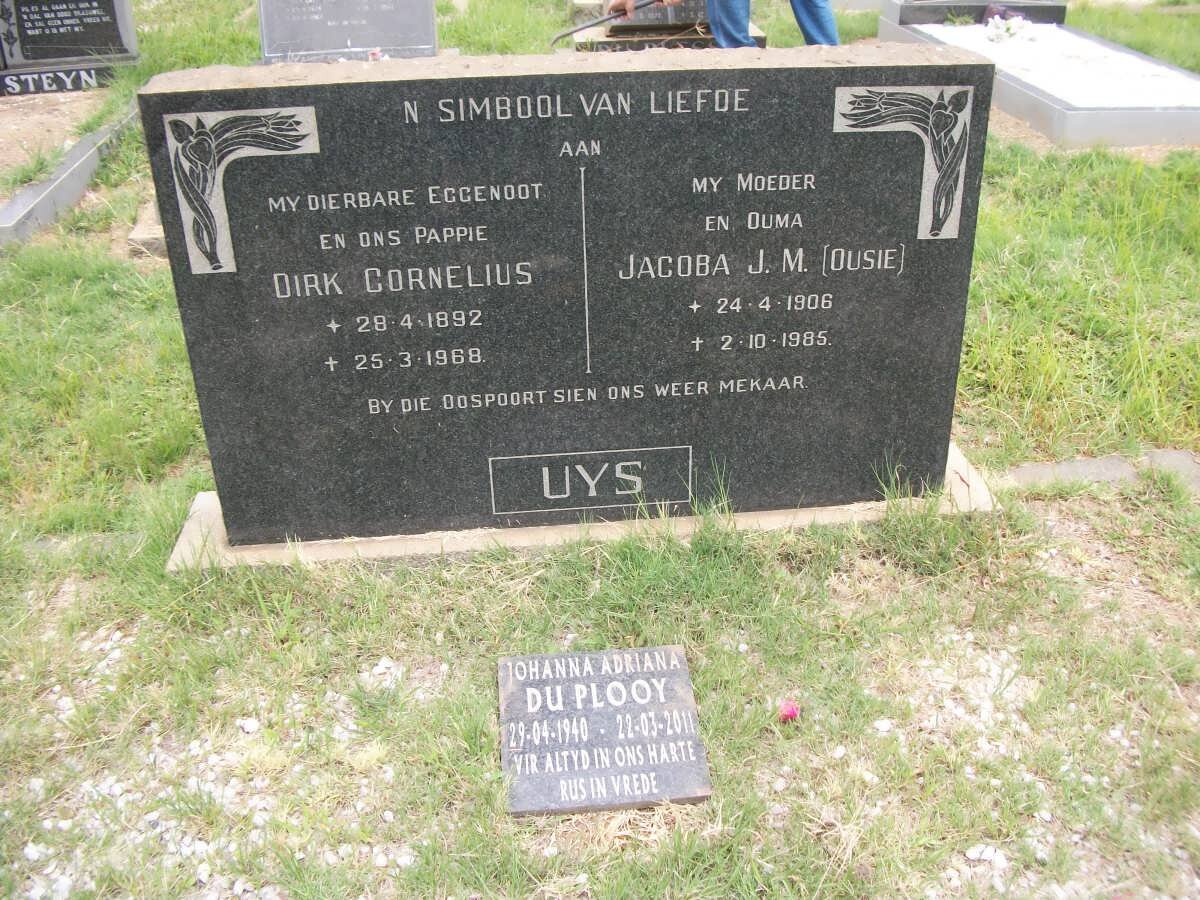 STEYN
N SIMBOOL VAN LIEFDE
AAN
MY DIERBARE EGGENOOT
EN ONS PAPPIE
DIRK CORNELIUS
28·4·1892
† 25·3·1968.
MY MOEDER
EN OUMA
JACOBA J. M. (OUSIE)
24·4·1906
† 2·10·1985.
BY DIE OOSPOORT SIEN ONS WEER MEKAAR.
UYS
JOHANNA ADRIANA
DU PLOOY
29-04-1940 - 22-03-2011
VIR ALTYD IN ONS HARTE
RUS IN VREDE